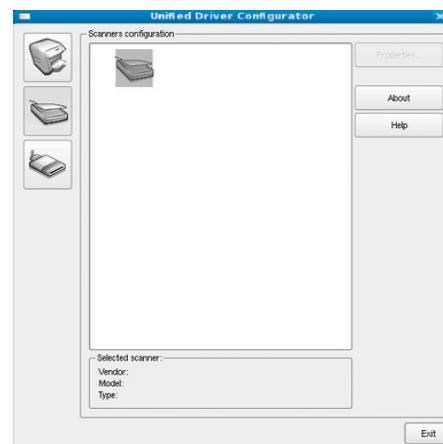 Unified Driver Configurator
Scanners configuration
Properties...
About
Help
Selected scanner:
Vendor:
Model:
Type:
Exit